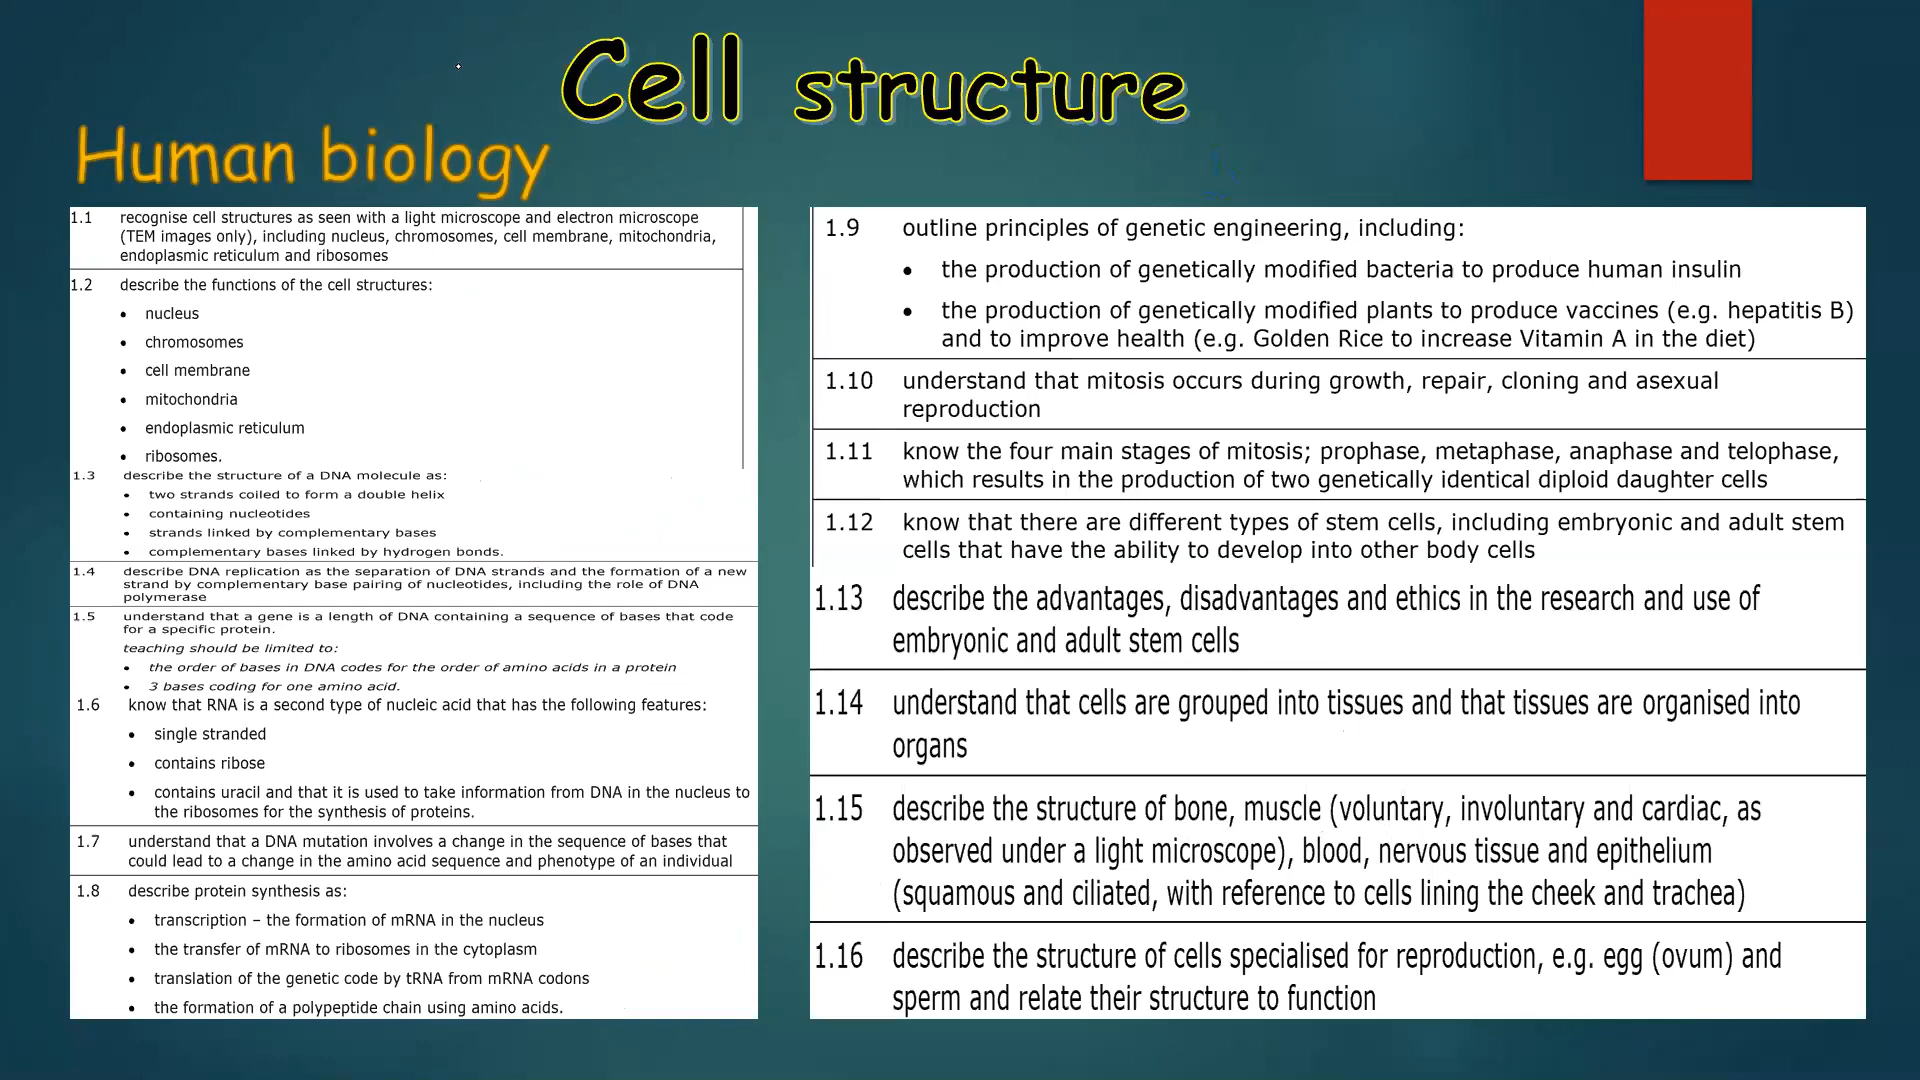 Cell structure
Human biology
1.1 recognise cell structures as seen with a light microscope and electron microscope
(TEM images only), including nucleus, chromosomes, cell membrane, mitochondria,
endoplasmic reticulum and ribosomes
1.2 describe the functions of the cell structures:
• nucleus
• chromosomes
• cell membrane
• mitochondria
• endoplasmic reticulum
• ribosomes.
1.3 describe the structure of a DNA molecule as:
• two strands coiled to form a double helix
• containing nucleotides
• strands linked by complementary bases
• complementary bases linked by hydrogen bonds.
1.4 describe DNA replication as the separation of DNA strands and the formation of a new
strand by complementary base pairing of nucleotides, including the role of DNA
polymerase
1.5 understand that a gene is a length of DNA containing a sequence of bases that code
for a specific protein.
teaching should be limited to:
• the order of bases in DNA codes for the order of amino acids in a protein
• 3 bases coding for one amino acid.
1.6 know that RNA is a second type of nucleic acid that has the following features:
• single stranded
• contains ribose
• contains uracil and that it is used to take information from DNA in the nucleus to
the ribosomes for the synthesis of proteins.
1.7 understand that a DNA mutation involves a change in the sequence of bases that
could lead to a change in the amino acid sequence and phenotype of an individual
1.8 describe protein synthesis as:
• transcription – the formation of mRNA in the nucleus
• the transfer of mRNA to ribosomes in the cytoplasm
• translation of the genetic code by tRNA from mRNA codons
• the formation of a polypeptide chain using amino acids.
1.9 outline principles of genetic engineering, including:
• the production of genetically modified bacteria to produce human insulin
• the production of genetically modified plants to produce vaccines (e.g. hepatitis B)
and to improve health (e.g. Golden Rice to increase Vitamin A in the diet)
1.10 understand that mitosis occurs during growth, repair, cloning and asexual
reproduction
1.11 know the four main stages of mitosis; prophase, metaphase, anaphase and telophase,
which results in the production of two genetically identical diploid daughter cells
1.12 know that there are different types of stem cells, including embryonic and adult stem
cells that have the ability to develop into other body cells
1.13 describe the advantages, disadvantages and ethics in the research and use of
embryonic and adult stem cells
1.14 understand that cells are grouped into tissues and that tissues are organised into
organs
1.15 describe the structure of bone, muscle (voluntary, involuntary and cardiac, as
observed under a light microscope), blood, nervous tissue and epithelium
(squamous and ciliated, with reference to cells lining the cheek and trachea)
1.16 describe the structure of cells specialised for reproduction, e.g. egg (ovum) and
sperm and relate their structure to function